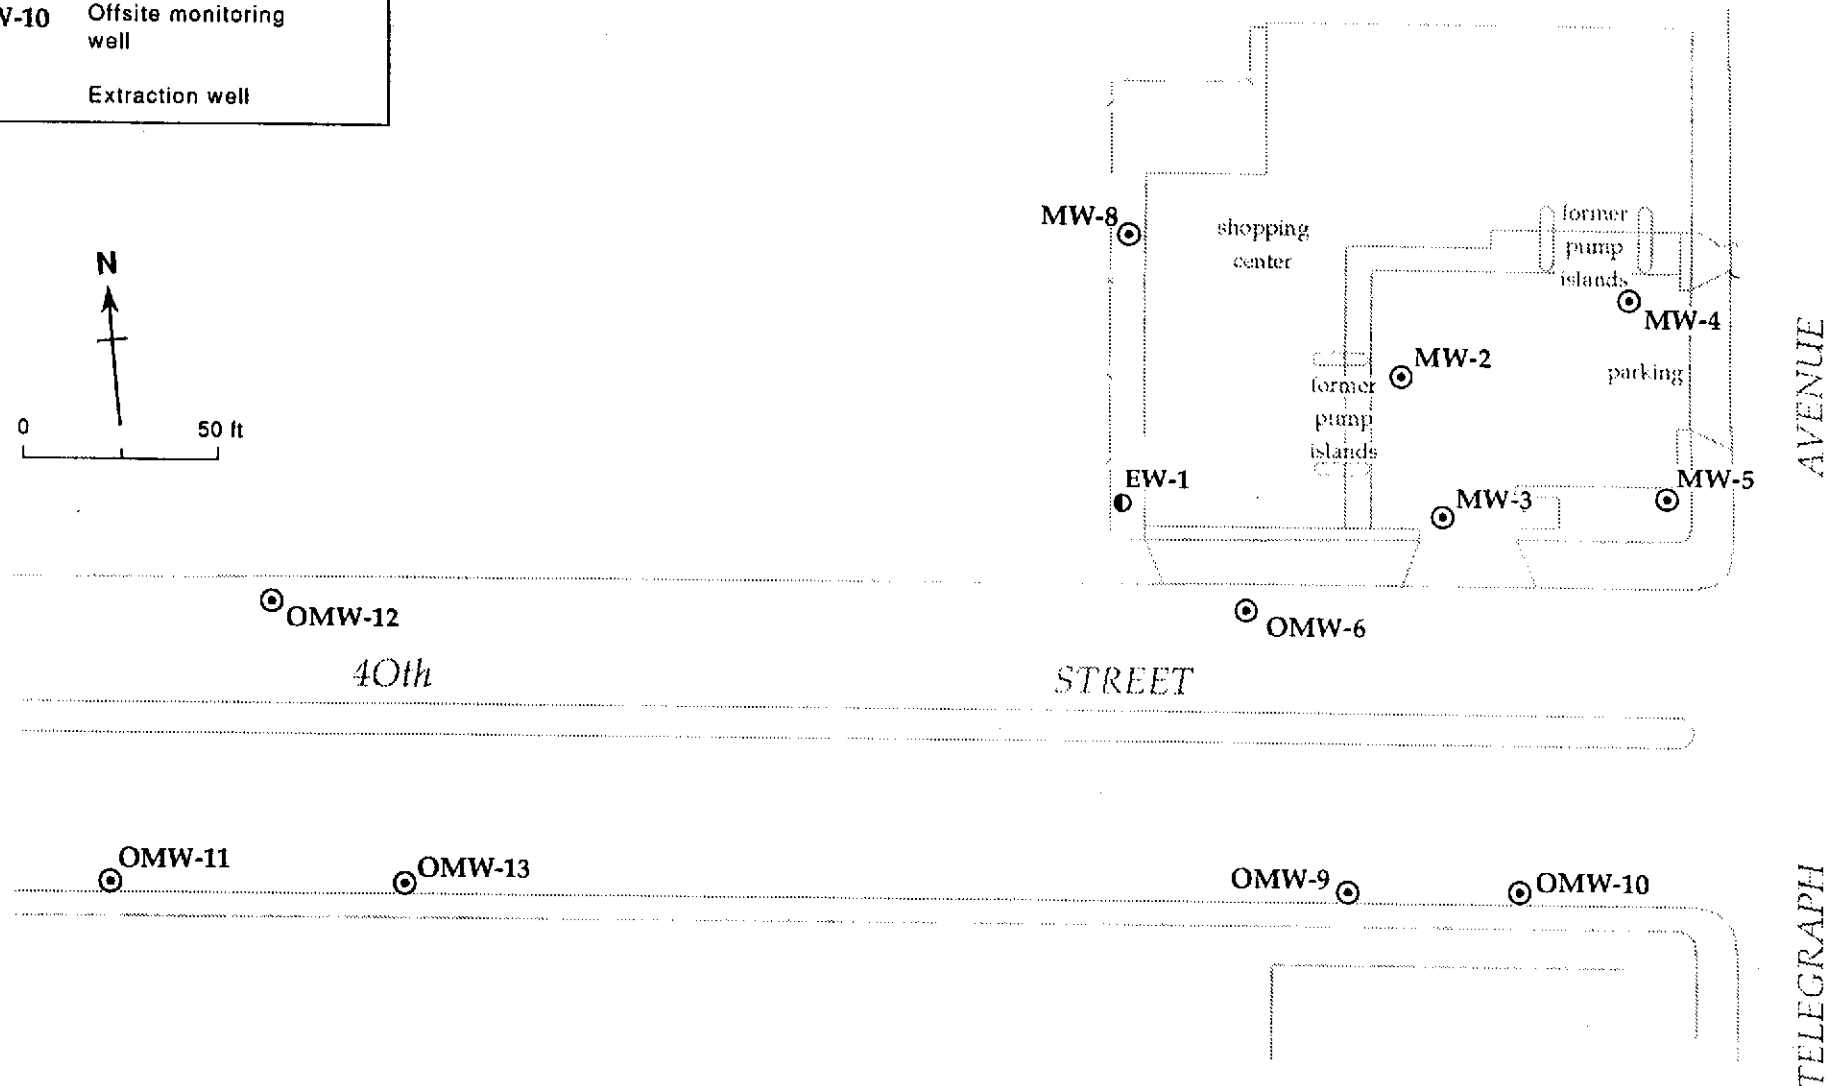 W-10 Offsite monitoring
well
Extraction well
N
0 50 ft
MW-8
shopping
center
former
pump
islands
MW-4
MW-2
parking
former
pump
islands
EW-1
MW-3
MW-5
AVENUE
OMW-12
OMW-6
40th STREET
OMW-11
OMW-13
OMW-9
OMW-10
TELEGRAPH